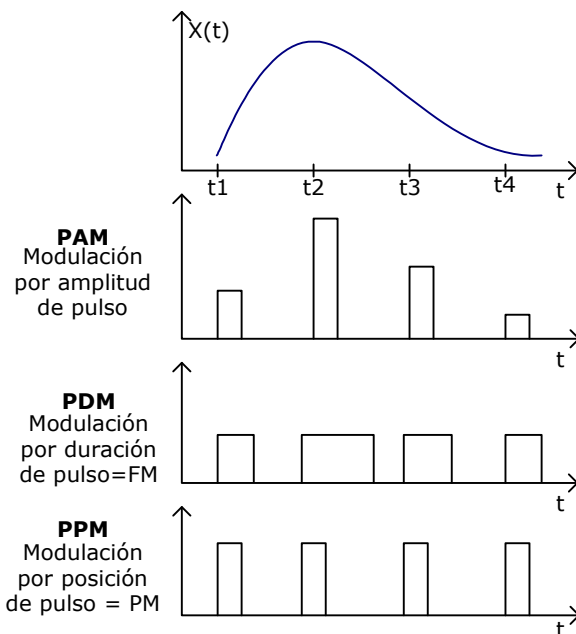 X(t)
t1 t2 t3 t4 t
PAM
Modulación
por amplitud
de pulso
t
PDM
Modulación
por duración
de pulso=FM
t
PPM
Modulación
por posición
de pulso = PM
t